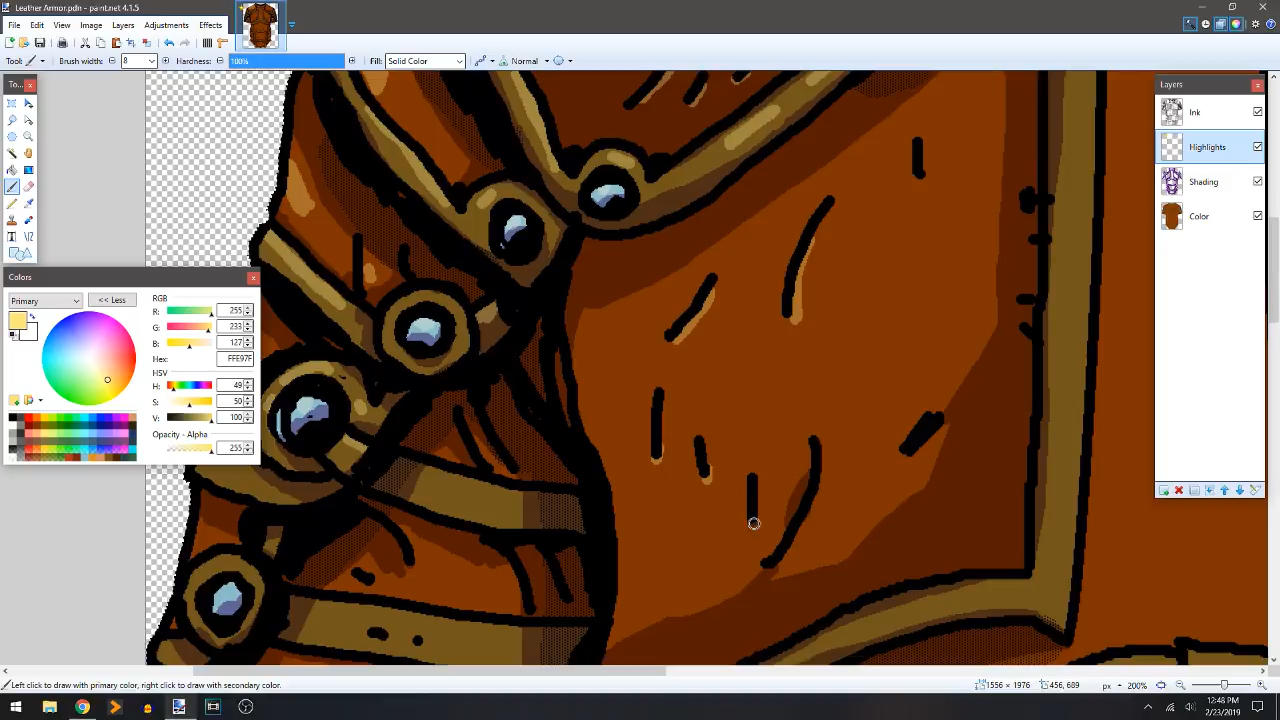 Leather Armor.pdn - paint.net 4.1.5
File Edit View Image Layers Adjustments Effects
Tool: Brush width: 8 Hardness: 100% Fill: Solid Color Normal
To...
Layers
Ink
Highlights
Shading
Color
Colors
Primary << Less
RGB
R: 255
G: 233
B: 127
Hex: FFE97F
HSV
H: 49
S: 50
V: 100
Opacity - Alpha
255
Left click to draw with primary color, right click to draw with secondary color. 1556 × 1976 456, 689 px 200%
12:48 PM
2/23/2019